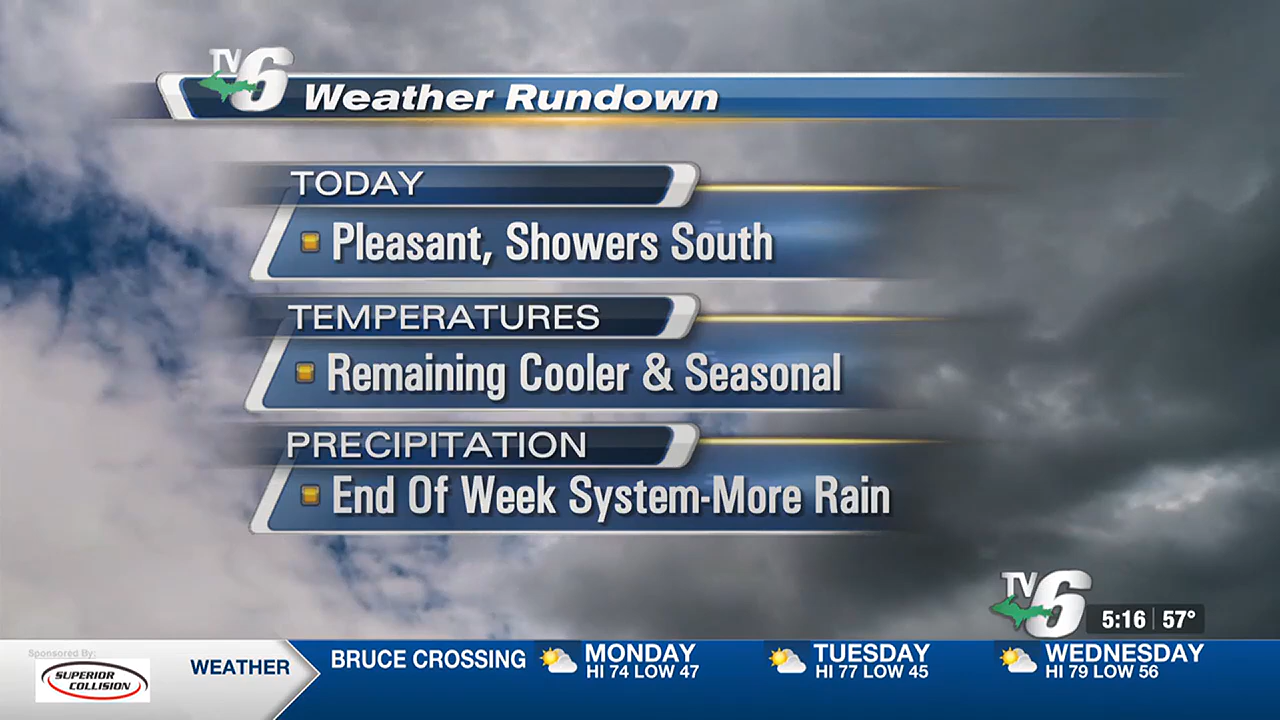 TV6 Weather Rundown
TODAY
Pleasant, Showers South
TEMPERATURES
Remaining Cooler & Seasonal
PRECIPITATION
End Of Week System-More Rain
TV6
5:16 57°
Sponsored By:
SUPERIOR
COLLISION
WEATHER
BRUCE CROSSING
MONDAY
HI 74 LOW 47
TUESDAY
HI 77 LOW 45
WEDNESDAY
HI 79 LOW 56